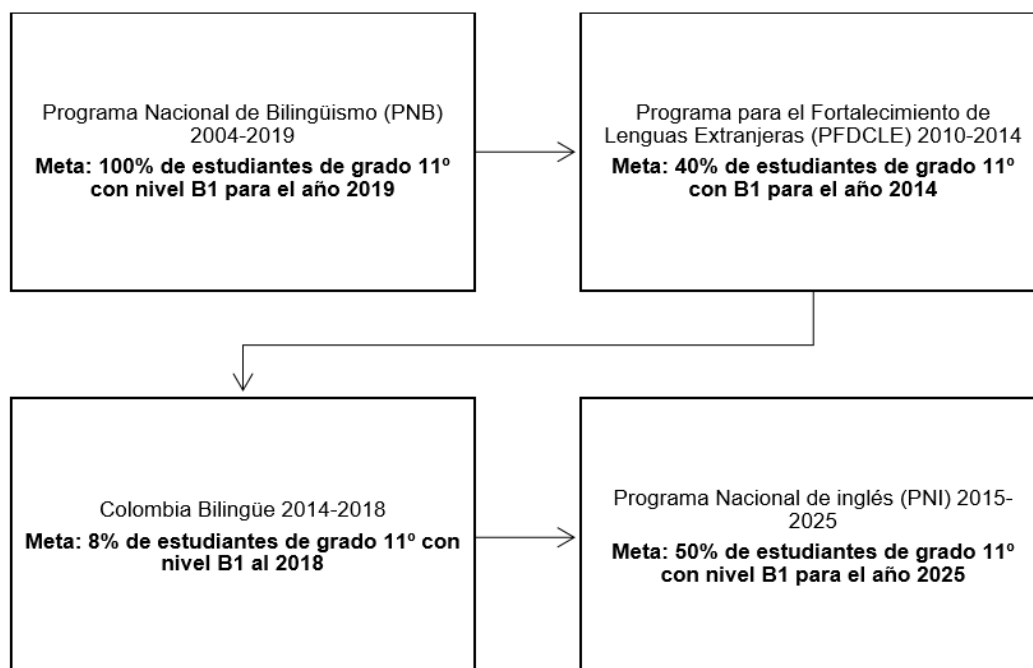 Programa Nacional de Bilingüismo (PNB)
2004-2019
Meta: 100% de estudiantes de grado 11º
con nivel B1 para el año 2019
Programa para el Fortalecimiento de
Lenguas Extranjeras (PFDCLE) 2010-2014
Meta: 40% de estudiantes de grado 11º
con B1 para el año 2014
Colombia Bilingüe 2014-2018
Meta: 8% de estudiantes de grado 11º con
nivel B1 al 2018
Programa Nacional de inglés (PNI) 2015-
2025
Meta: 50% de estudiantes de grado 11º
con nivel B1 para el año 2025